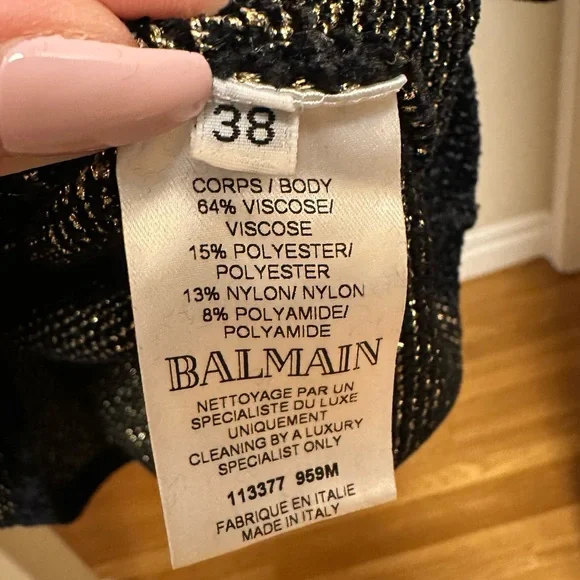 38
CORPS / BODY
64% VISCOSE/
VISCOSE
15% POLYESTER/
POLYESTER
13% NYLON/ NYLON
8% POLYAMIDE/
POLYAMIDE
BALMAIN
NETTOYAGE PAR UN
SPECIALISTE DU LUXE
UNIQUEMENT
CLEANING BY A LUXURY
SPECIALIST ONLY
113377 959M
FABRIQUE EN ITALIE
MADE IN ITALY